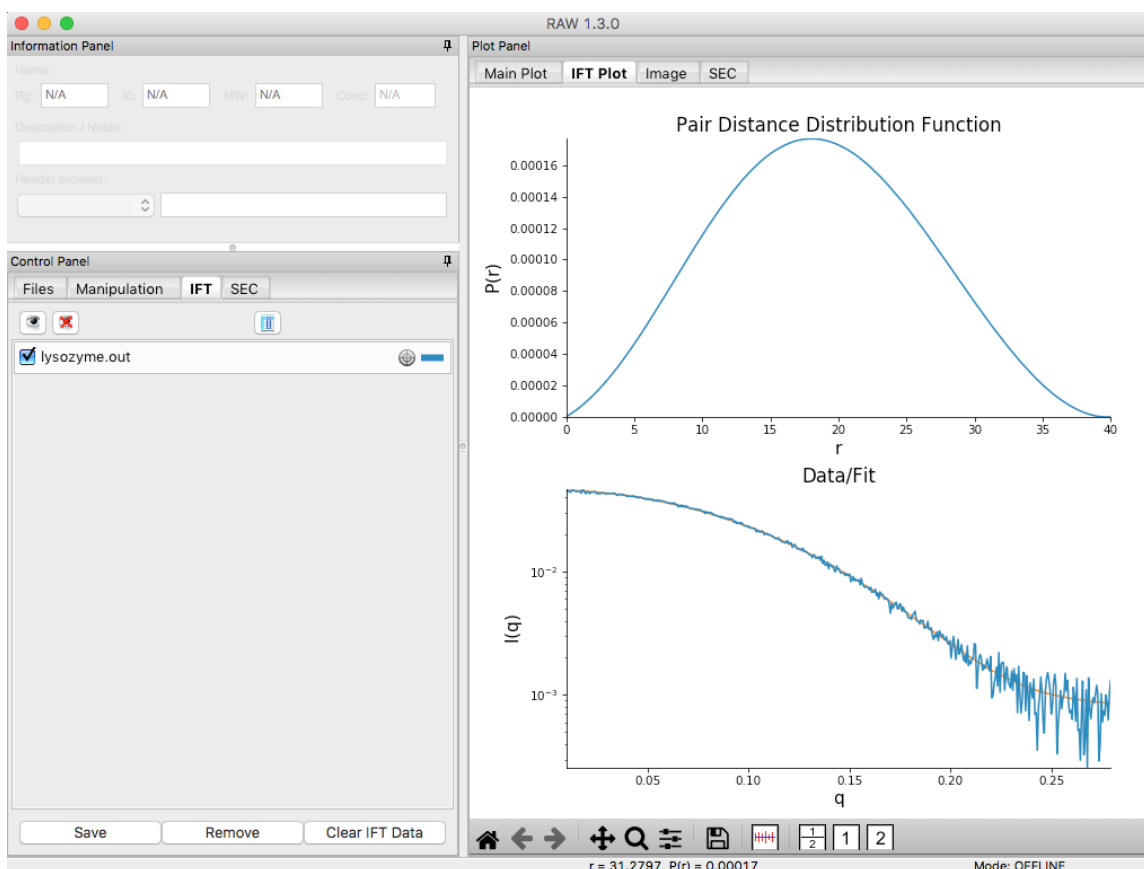 RAW 1.3.0
Information Panel
Name:
Rg: N/A I0: N/A MW: N/A Conc: N/A
Description / Notes:
Header browser:
Control Panel
Files Manipulation IFT SEC
lysozyme.out
Save Remove Clear IFT Data
Plot Panel
Main Plot IFT Plot Image SEC
Pair Distance Distribution Function
0.00016
0.00014
0.00012
0.00010
0.00008
0.00006
0.00004
0.00002
0.00000
P(r)
0 5 10 15 20 25 30 35 40
r
Data/Fit
10⁻²
10⁻³
I(q)
0.05 0.10 0.15 0.20 0.25
q
1/2 1 2
r = 31.2797, P(r) = 0.00017 Mode: OFFLINE